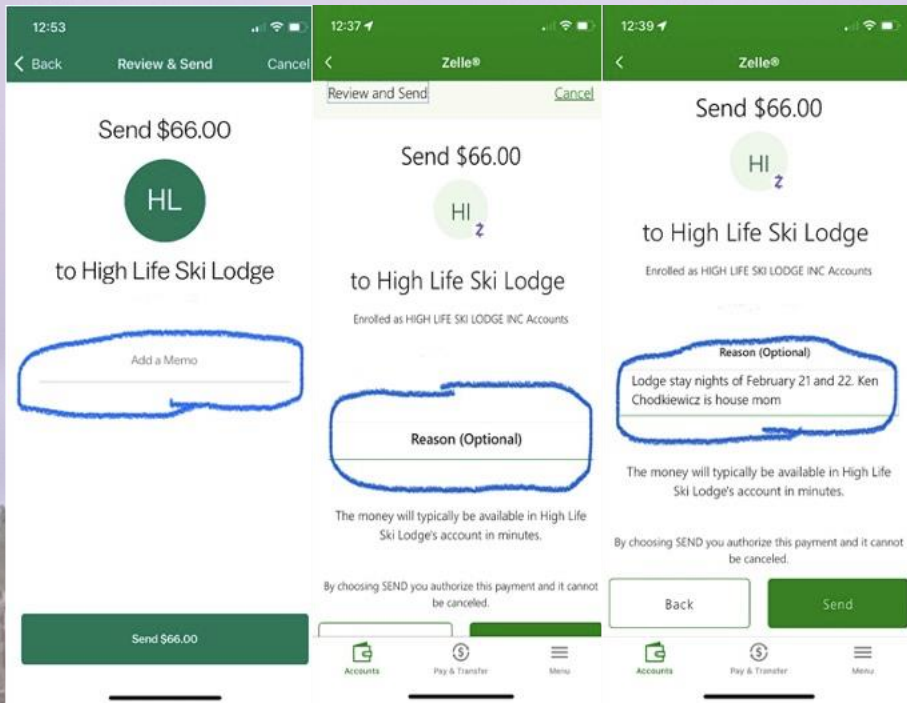 12:53
Back
Review & Send
Cancel
Send $66.00
HL
to High Life Ski Lodge
Add a Memo
Send $66.00
12:37
Zelle®
Review and Send
Cancel
Send $66.00
HI
to High Life Ski Lodge
Enrolled as HIGH LIFE SKI LODGE INC Accounts
Reason (Optional)
The money will typically be available in High Life
Ski Lodge's account in minutes.
By choosing SEND you authorize this payment and it cannot
be canceled.
Accounts
Pay & Transfer
Menu
12:39
Zelle®
Send $66.00
HI
to High Life Ski Lodge
Enrolled as HIGH LIFE SKI LODGE INC Accounts
Reason (Optional)
Lodge stay nights of February 21 and 22. Ken
Chodkiewicz is house mom
The money will typically be available in High Life
Ski Lodge's account in minutes.
By choosing SEND you authorize this payment and it cannot
be canceled.
Back
Send
Accounts
Pay & Transfer
Menu